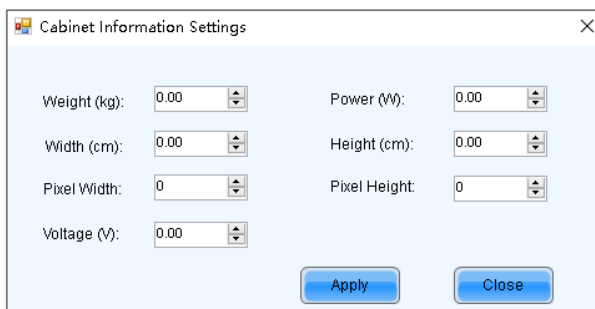 Cabinet Information Settings
Weight (kg): 0.00 Power (W): 0.00
Width (cm): 0.00 Height (cm): 0.00
Pixel Width: 0 Pixel Height: 0
Voltage (V): 0.00
Apply Close